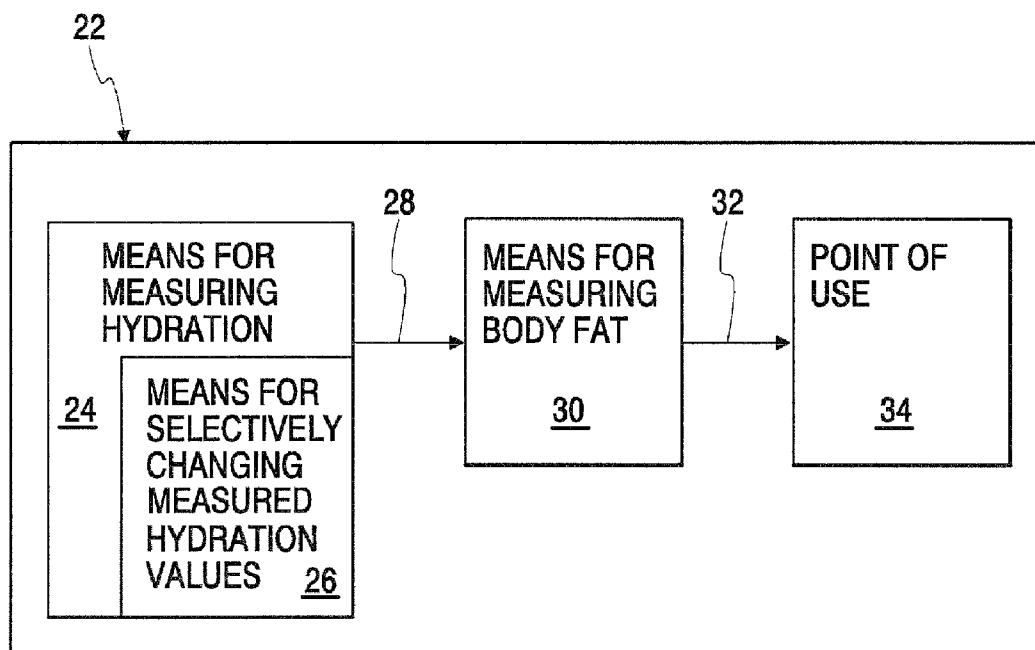 22
28
32
MEANS FOR
MEASURING
HYDRATION
24
MEANS FOR
SELECTIVELY
CHANGING
MEASURED
HYDRATION
VALUES
26
MEANS FOR
MEASURING
BODY FAT
30
POINT OF
USE
34